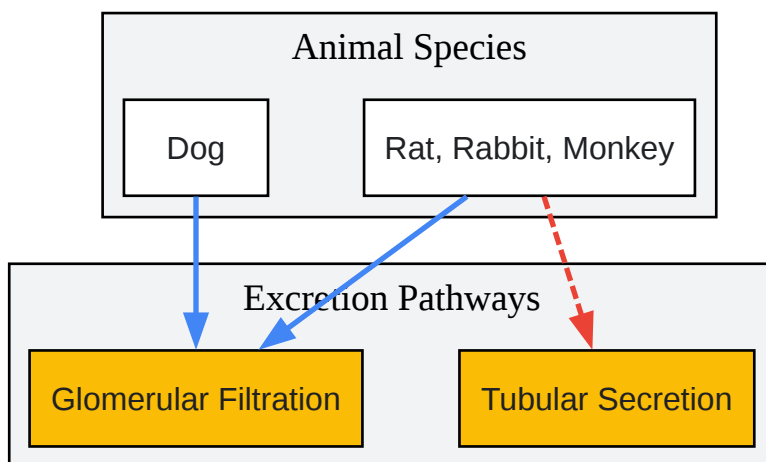 Animal Species
Dog
Rat, Rabbit, Monkey
Excretion Pathways
Glomerular Filtration
Tubular Secretion